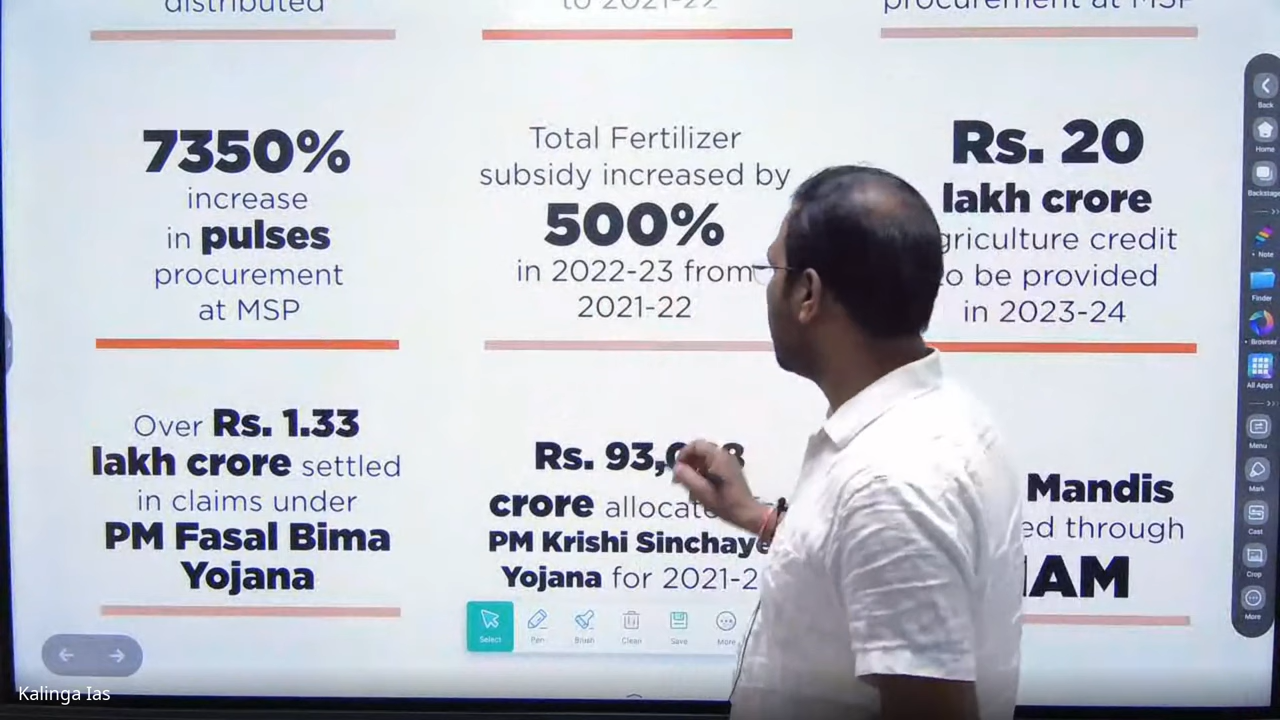 distributed
to 2021-22
procurement at MSP
7350%
increase
in pulses
procurement
at MSP
Total Fertilizer
subsidy increased by
500%
in 2022-23 from
2021-22
Rs. 20
lakh crore
griculture credit
to be provided
in 2023-24
Over Rs. 1.33
lakh crore settled
in claims under
PM Fasal Bima
Yojana
Rs. 93,
crore
PM Krishi Sinchaye
Yojana for 2021-2
Mandis
ed through
AM
Select
Pen
Brush
Clean
Save
More
Back
Home
Backstage
Note
Finder
Browser
All Apps
Menu
Mark
Cast
Crop
More
Kalinga Ias